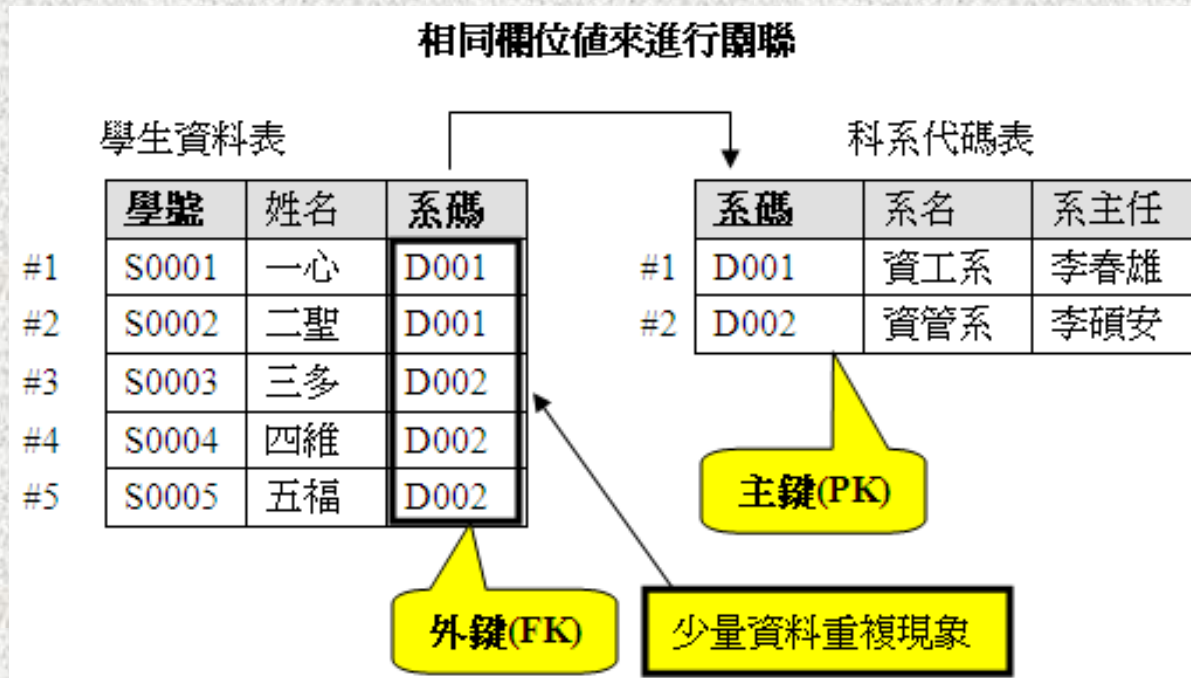 相同欄位值來進行關聯
學生資料表
科系代碼表
學號 姓名 系碼
#1 S0001 一心 D001
#2 S0002 二聖 D001
#3 S0003 三多 D002
#4 S0004 四維 D002
#5 S0005 五福 D002
系碼 系名 系主任
#1 D001 資工系 李春雄
#2 D002 資管系 李碩安
主鍵(PK)
外鍵(FK)
少量資料重複現象